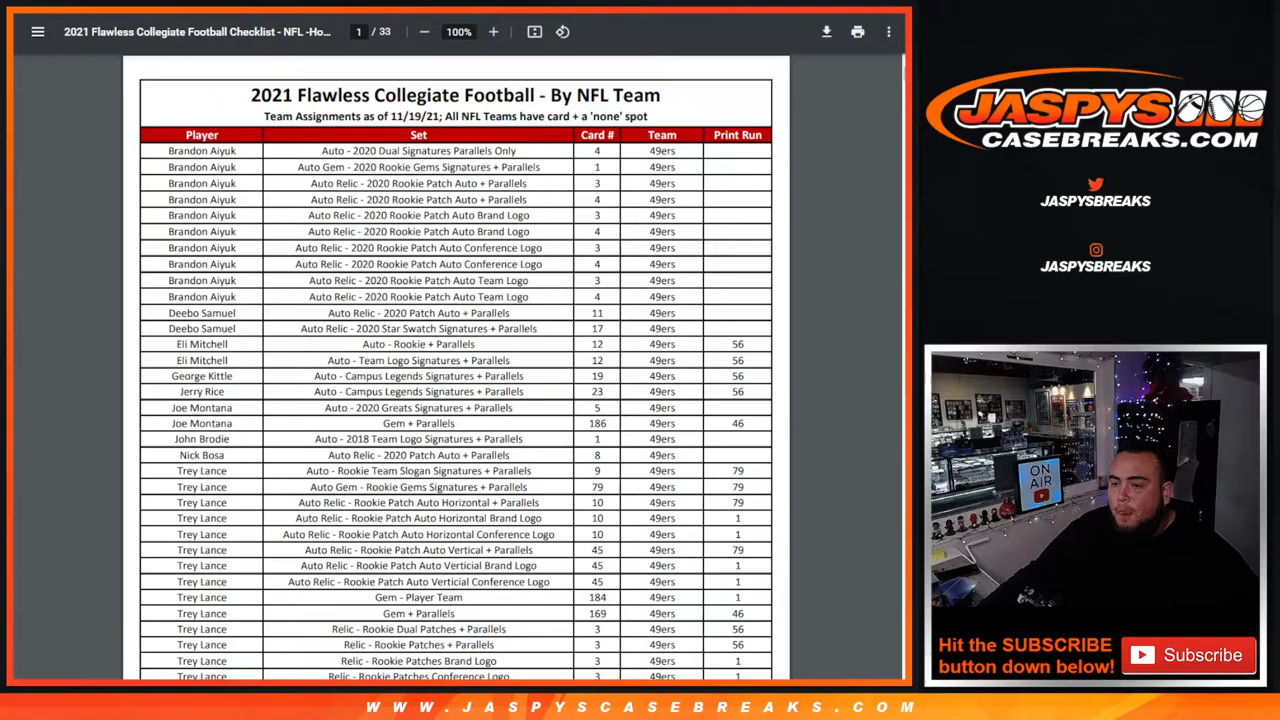 2021 Flawless Collegiate Football Checklist - NFL -Ho... 1 / 33 100%
2021 Flawless Collegiate Football - By NFL Team
Team Assignments as of 11/19/21; All NFL Teams have card + a 'none' spot
Player Set Card # Team Print Run
Brandon Aiyuk Auto - 2020 Dual Signatures Parallels Only 4 49ers
Brandon Aiyuk Auto Gem - 2020 Rookie Gems Signatures + Parallels 1 49ers
Brandon Aiyuk Auto Relic - 2020 Rookie Patch Auto + Parallels 3 49ers
Brandon Aiyuk Auto Relic - 2020 Rookie Patch Auto + Parallels 4 49ers
Brandon Aiyuk Auto Relic - 2020 Rookie Patch Auto Brand Logo 3 49ers
Brandon Aiyuk Auto Relic - 2020 Rookie Patch Auto Brand Logo 4 49ers
Brandon Aiyuk Auto Relic - 2020 Rookie Patch Auto Conference Logo 3 49ers
Brandon Aiyuk Auto Relic - 2020 Rookie Patch Auto Conference Logo 4 49ers
Brandon Aiyuk Auto Relic - 2020 Rookie Patch Auto Team Logo 3 49ers
Brandon Aiyuk Auto Relic - 2020 Rookie Patch Auto Team Logo 4 49ers
Deebo Samuel Auto Relic - 2020 Patch Auto + Parallels 11 49ers
Deebo Samuel Auto Relic - 2020 Star Swatch Signatures + Parallels 17 49ers
Eli Mitchell Auto - Rookie + Parallels 12 49ers 56
Eli Mitchell Auto - Team Logo Signatures + Parallels 12 49ers 56
George Kittle Auto - Campus Legends Signatures + Parallels 19 49ers 56
Jerry Rice Auto - Campus Legends Signatures + Parallels 23 49ers 56
Joe Montana Auto - 2020 Greats Signatures + Parallels 5 49ers
Joe Montana Gem + Parallels 186 49ers 46
John Brodie Auto - 2018 Team Logo Signatures + Parallels 1 49ers
Nick Bosa Auto Relic - 2020 Patch Auto + Parallels 8 49ers
Trey Lance Auto - Rookie Team Slogan Signatures + Parallels 9 49ers 79
Trey Lance Auto Gem - Rookie Gems Signatures + Parallels 79 49ers 79
Trey Lance Auto Relic - Rookie Patch Auto Horizontal + Parallels 10 49ers 79
Trey Lance Auto Relic - Rookie Patch Auto Horizontal Brand Logo 10 49ers 1
Trey Lance Auto Relic - Rookie Patch Auto Horizontal Conference Logo 10 49ers 1
Trey Lance Auto Relic - Rookie Patch Auto Vertical + Parallels 45 49ers 79
Trey Lance Auto Relic - Rookie Patch Auto Verticial Brand Logo 45 49ers 1
Trey Lance Auto Relic - Rookie Patch Auto Verticial Conference Logo 45 49ers 1
Trey Lance Gem - Player Team 184 49ers 1
Trey Lance Gem + Parallels 169 49ers 46
Trey Lance Relic - Rookie Dual Patches + Parallels 3 49ers 56
Trey Lance Relic - Rookie Patches + Parallels 3 49ers 56
Trey Lance Relic - Rookie Patches Brand Logo 3 49ers 1
Trey Lance Relic - Rookie Patches Conference Logo 3 49ers 1
JASPYS
CASEBREAKS.COM
JASPYSBREAKS
JASPYSBREAKS
ON
AIR
Hit the SUBSCRIBE
button down below!
Subscribe
WWW.JASPYSCASEBREAKS.COM